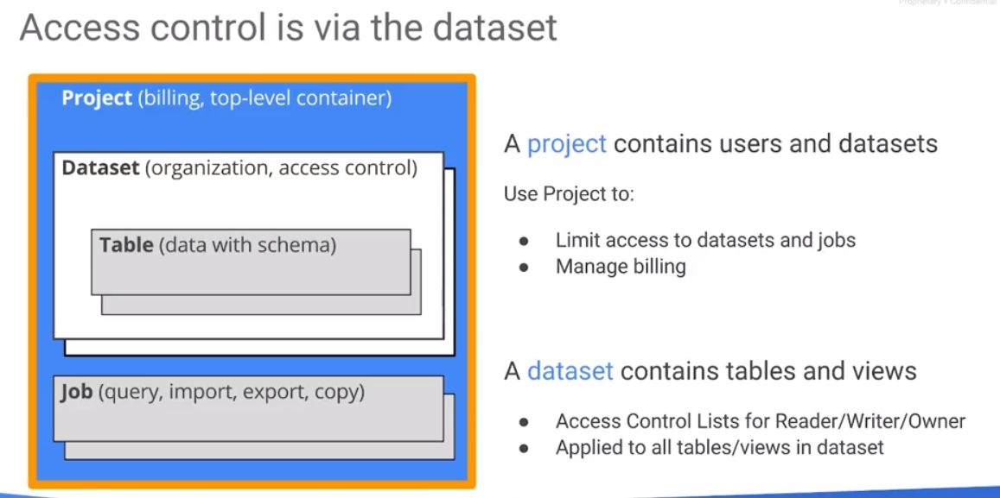 Proprietary + Confidential
Access control is via the dataset
Project (billing, top-level container)
Dataset (organization, access control)
Table (data with schema)
Job (query, import, export, copy)
A project contains users and datasets
Use Project to:
● Limit access to datasets and jobs
● Manage billing
A dataset contains tables and views
● Access Control Lists for Reader/Writer/Owner
● Applied to all tables/views in dataset